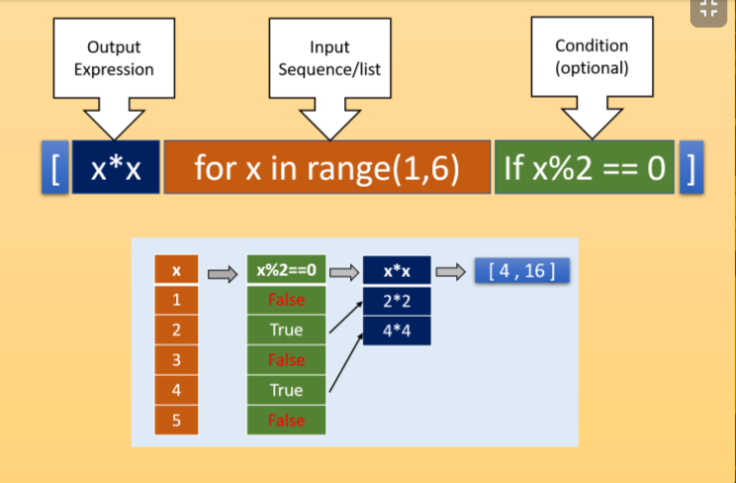 Output
Expression
Input
Sequence/list
Condition
(optional)
[ x*x for x in range(1,6) If x%2 == 0 ]
x x%2==0 x*x [ 4 , 16 ]
1 False 2*2
2 True 4*4
3 False
4 True
5 False